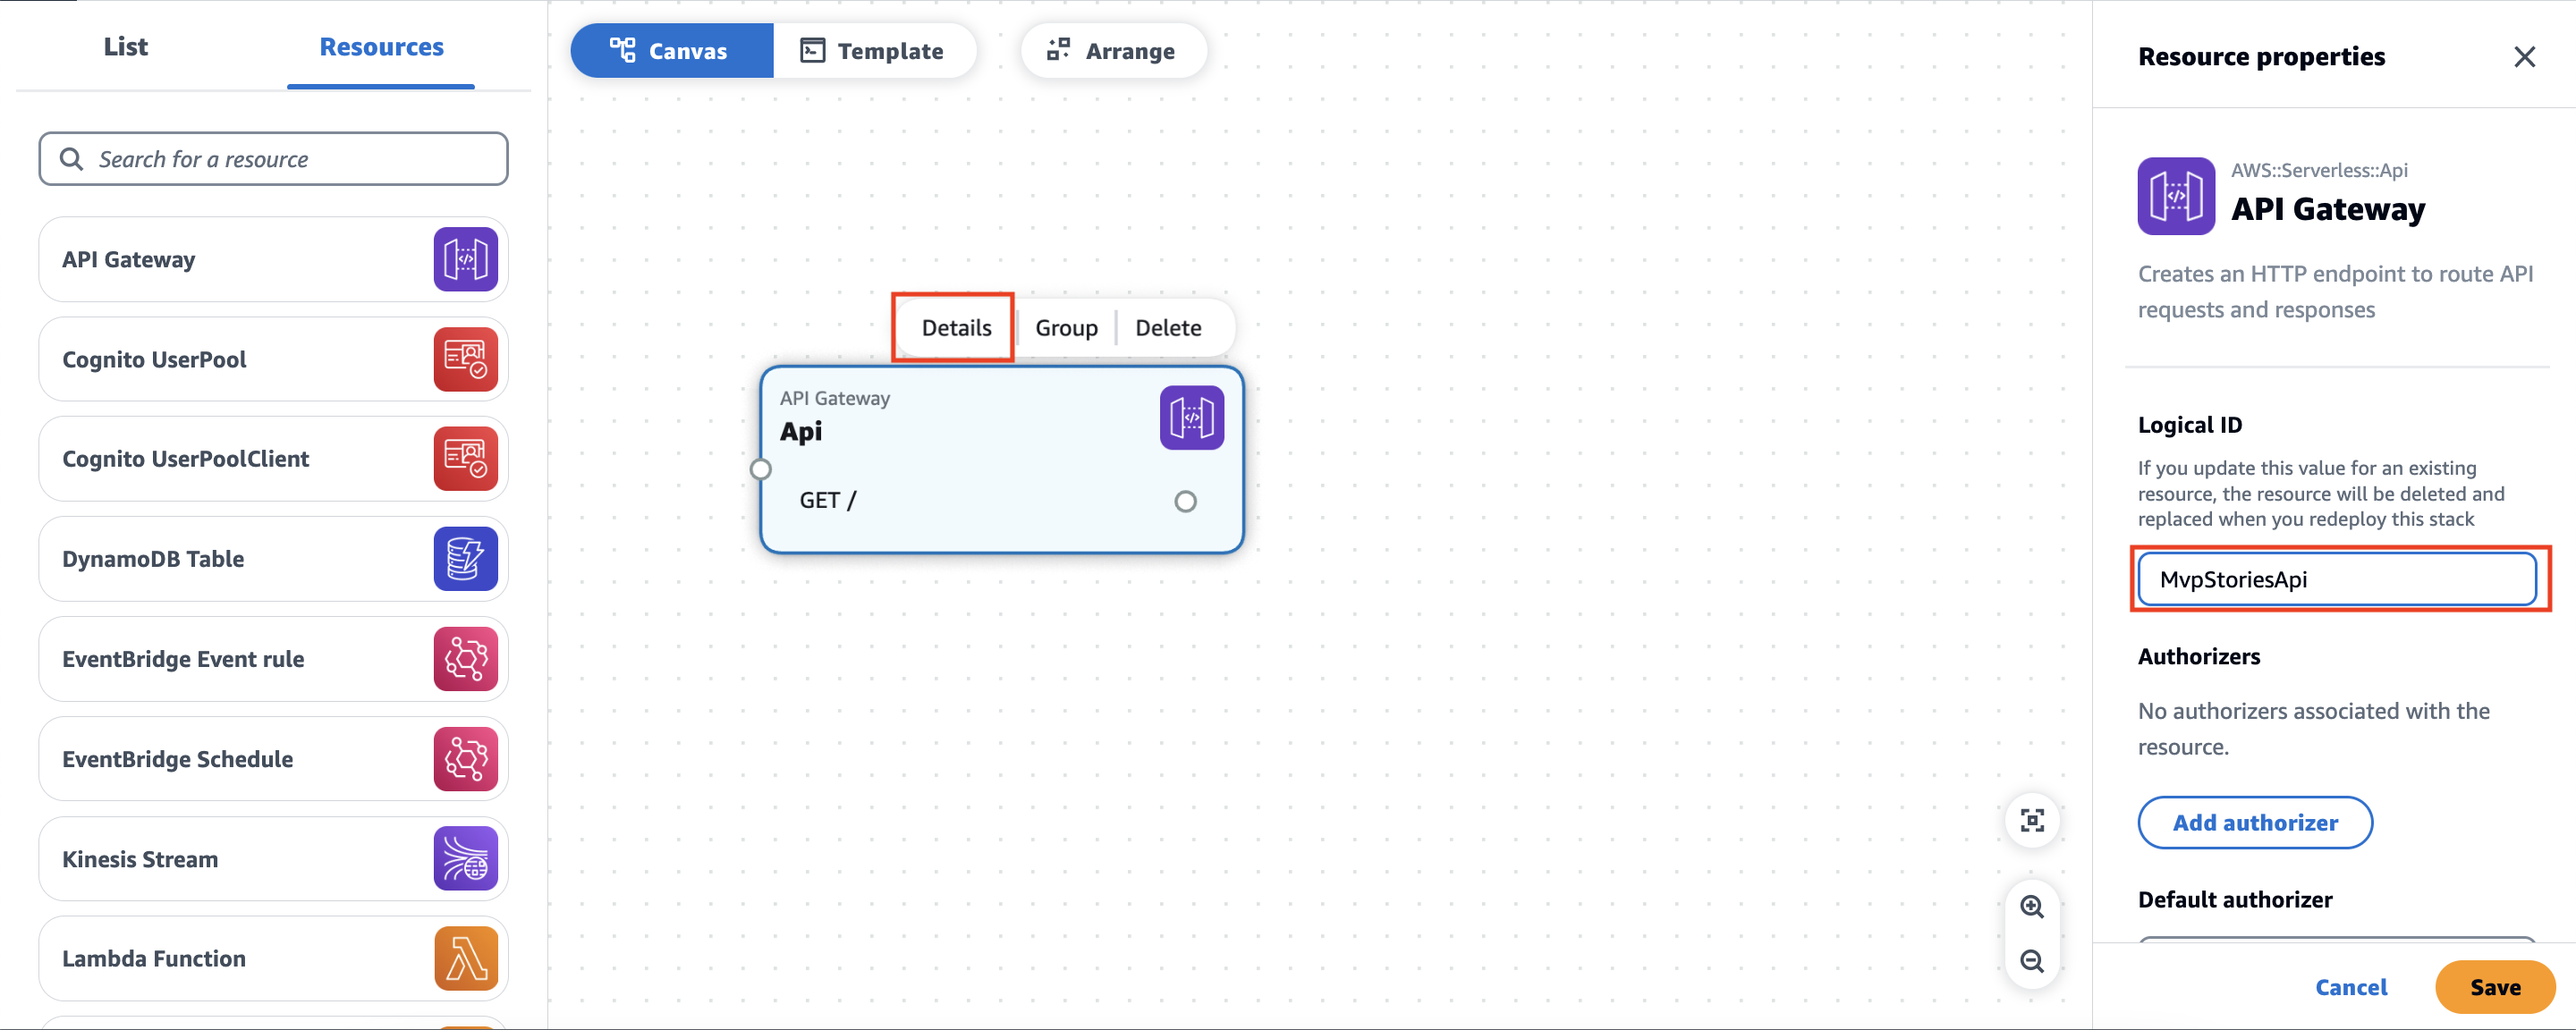 List
Resources
Search for a resource
API Gateway
Cognito UserPool
Cognito UserPoolClient
DynamoDB Table
EventBridge Event rule
EventBridge Schedule
Kinesis Stream
Lambda Function
Canvas
Template
Arrange
Details
Group
Delete
API Gateway
Api
GET /
Resource properties
AWS::Serverless::Api
API Gateway
Creates an HTTP endpoint to route API
requests and responses
Logical ID
If you update this value for an existing
resource, the resource will be deleted and
replaced when you redeploy this stack
MvpStoriesApi
Authorizers
No authorizers associated with the
resource.
Add authorizer
Default authorizer
Cancel
Save